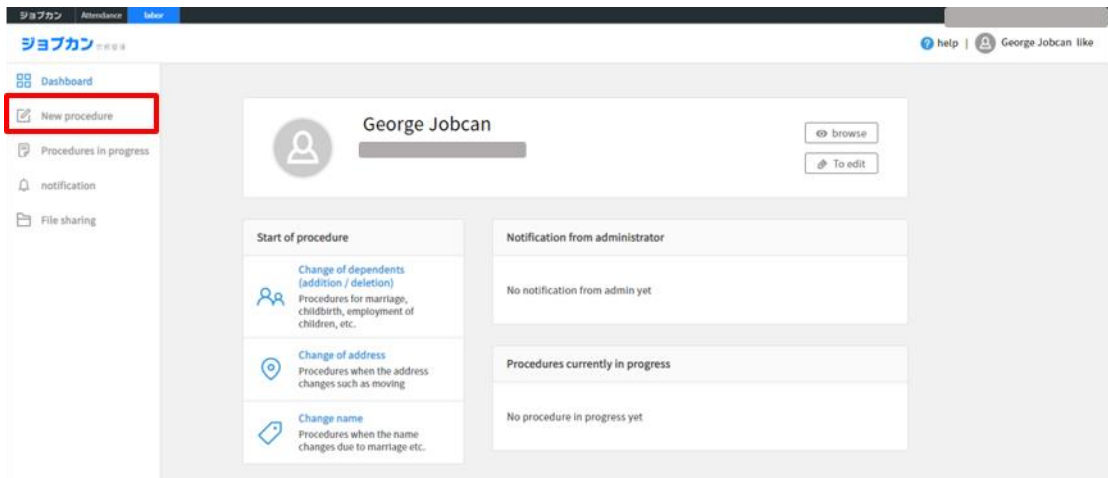 ジョブカン Attendance labor
ジョブカン
help | George Jobcan like
Dashboard
New procedure
Procedures in progress
notification
File sharing
George Jobcan
browse
To edit
Start of procedure
Change of dependents
(addition / deletion)
Procedures for marriage,
childbirth, employment of
children, etc.
Change of address
Procedures when the address
changes such as moving
Change name
Procedures when the name
changes due to marriage etc.
Notification from administrator
No notification from admin yet
Procedures currently in progress
No procedure in progress yet